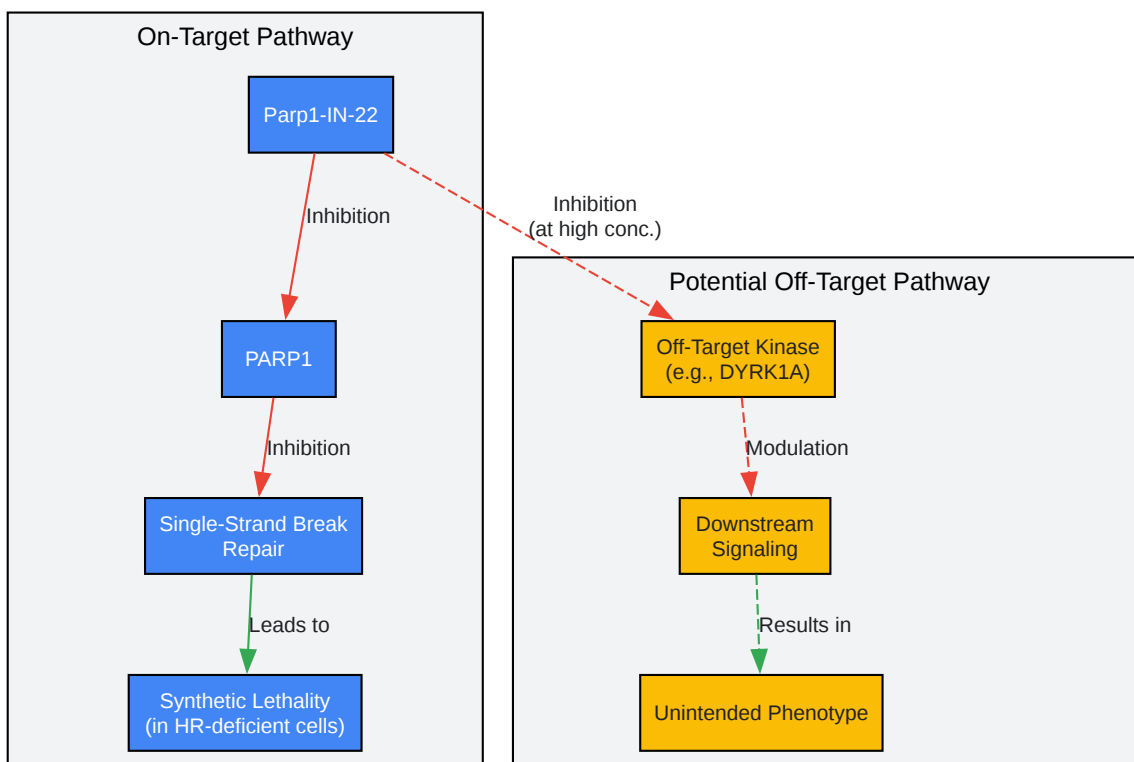 On-Target Pathway
Parp1-IN-22
Inhibition
PARP1
Inhibition
Single-Strand Break
Repair
Leads to
Synthetic Lethality
(in HR-deficient cells)
Inhibition
(at high conc.)
Potential Off-Target Pathway
Off-Target Kinase
(e.g., DYRK1A)
Modulation
Downstream
Signaling
Results in
Unintended Phenotype